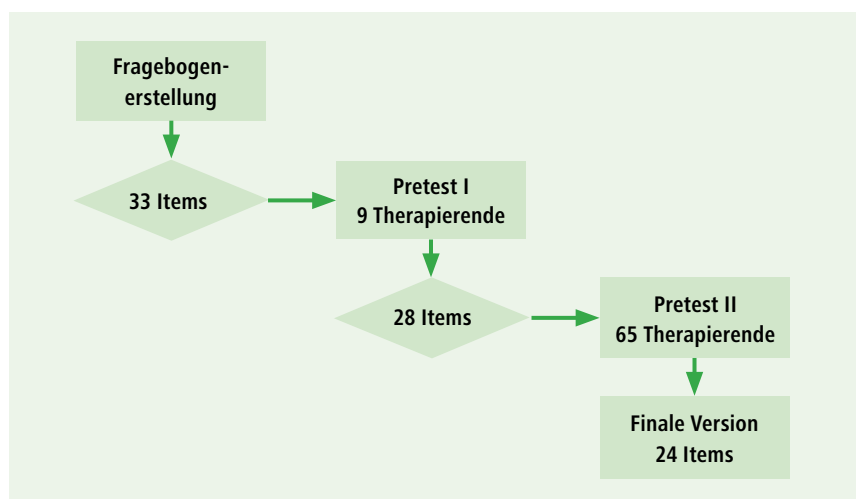 Fragebogen-
erstellung
33 Items
Pretest I
9 Therapierende
28 Items
Pretest II
65 Therapierende
Finale Version
24 Items